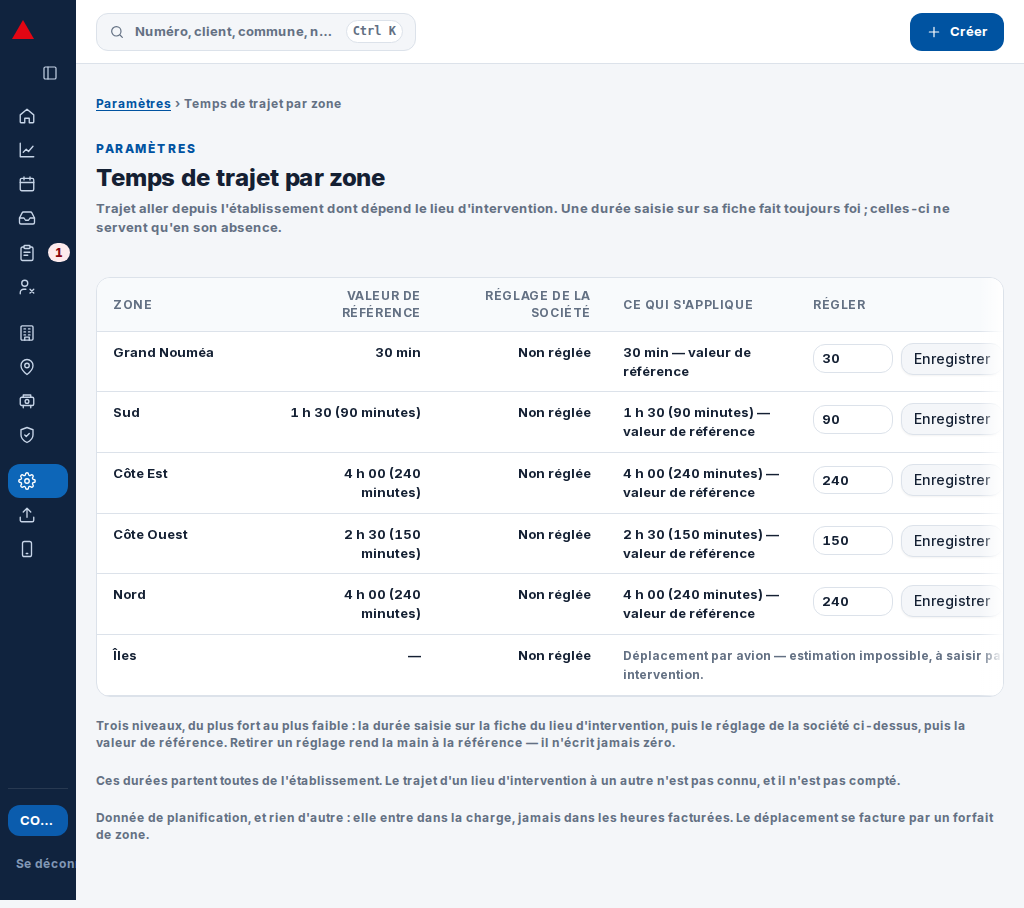 Numéro, client, commune, n…
Ctrl K
Créer
Paramètres › Temps de trajet par zone
PARAMÈTRES
Temps de trajet par zone
Trajet aller depuis l'établissement dont dépend le lieu d'intervention. Une durée saisie sur sa fiche fait toujours foi ; celles-ci ne
servent qu'en son absence.
1
ZONE
VALEUR DE
RÉFÉRENCE
RÉGLAGE DE LA
SOCIÉTÉ
CE QUI S'APPLIQUE
RÉGLER
Grand Nouméa
30 min
Non réglée
30 min — valeur de
référence
30
Enregistrer
Sud
1 h 30 (90 minutes)
Non réglée
1 h 30 (90 minutes) —
valeur de référence
90
Enregistrer
Côte Est
4 h 00 (240
minutes)
Non réglée
4 h 00 (240 minutes) —
valeur de référence
240
Enregistrer
Côte Ouest
2 h 30 (150
minutes)
Non réglée
2 h 30 (150 minutes) —
valeur de référence
150
Enregistrer
Nord
4 h 00 (240
minutes)
Non réglée
4 h 00 (240 minutes) —
valeur de référence
240
Enregistrer
Îles
—
Non réglée
Déplacement par avion — estimation impossible, à saisir
intervention.
Trois niveaux, du plus fort au plus faible : la durée saisie sur la fiche du lieu d'intervention, puis le réglage de la société ci-dessus, puis la
valeur de référence. Retirer un réglage rend la main à la référence — il n'écrit jamais zéro.
Ces durées partent toutes de l'établissement. Le trajet d'un lieu d'intervention à un autre n'est pas connu, et il n'est pas compté.
Donnée de planification, et rien d'autre : elle entre dans la charge, jamais dans les heures facturées. Le déplacement se facture par un forfait
de zone.
CO…
Se